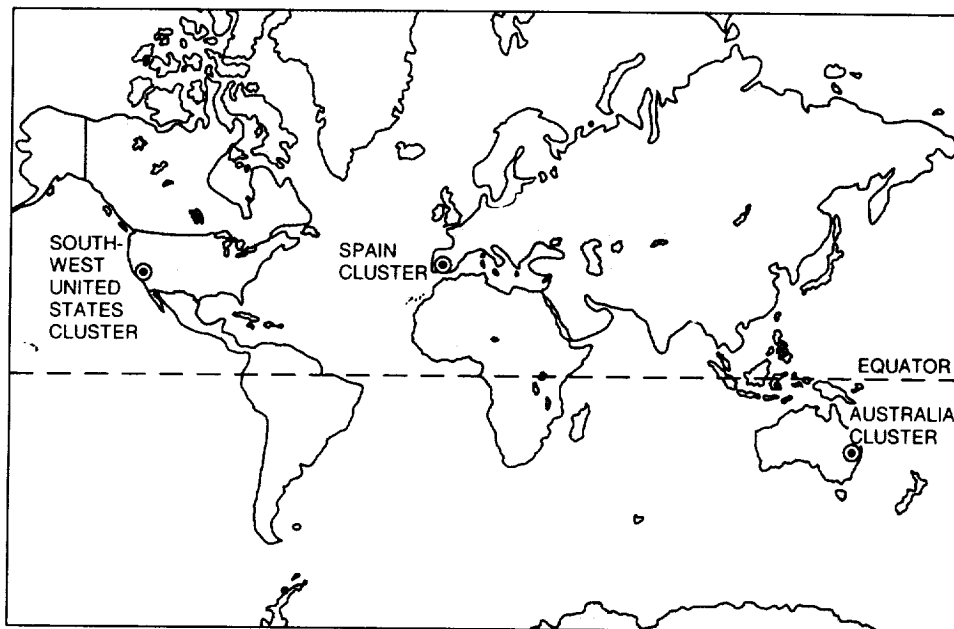 SOUTH-
WEST
UNITED
STATES
CLUSTER
SPAIN
CLUSTER
EQUATOR
AUSTRALIA
CLUSTER